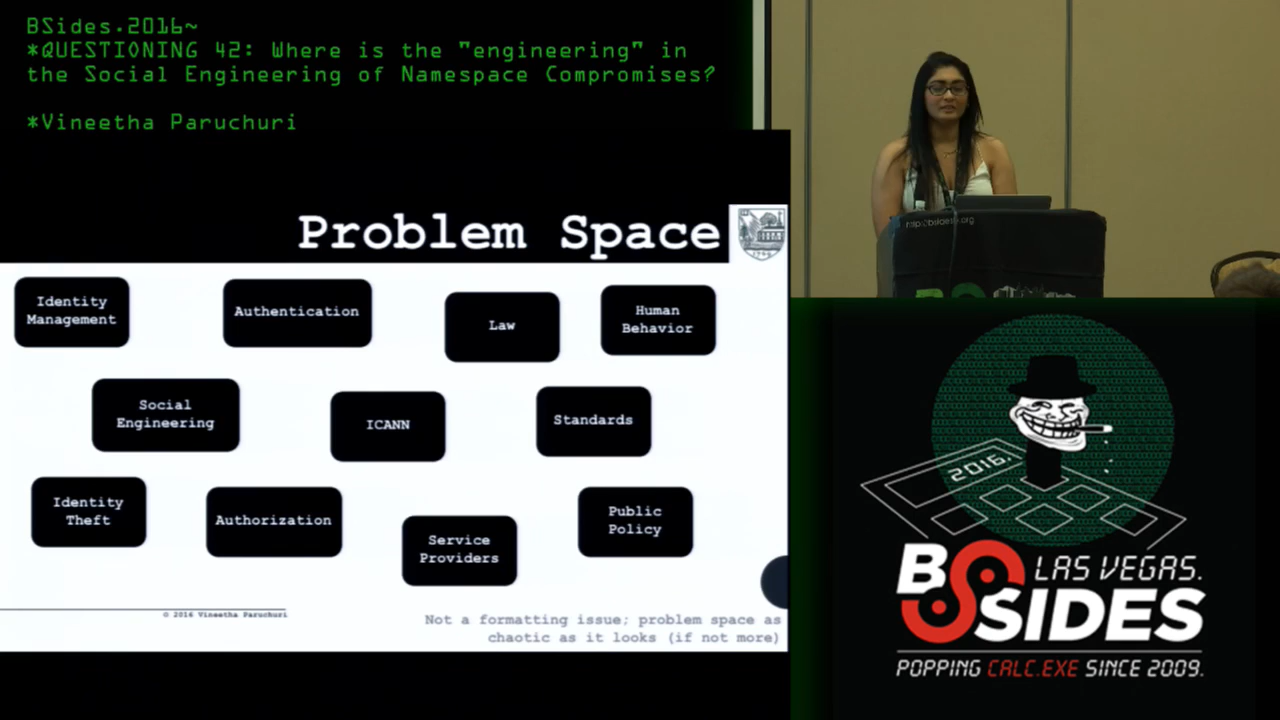 BSides.2016~
*QUESTIONING 42: Where is the "engineering" in
the Social Engineering of Namespace Compromises?
*Vineetha Paruchuri
Problem Space
Identity
Management
Authentication
Law
Human
Behavior
Social
Engineering
ICANN
Standards
Identity
Theft
Authorization
Service
Providers
Public
Policy
© 2016 Vineetha Paruchuri
Not a formatting issue; problem space as
chaotic as it looks (if not more)
2016.
BSIDES
LAS VEGAS.
POPPING CALC.EXE SINCE 2009.